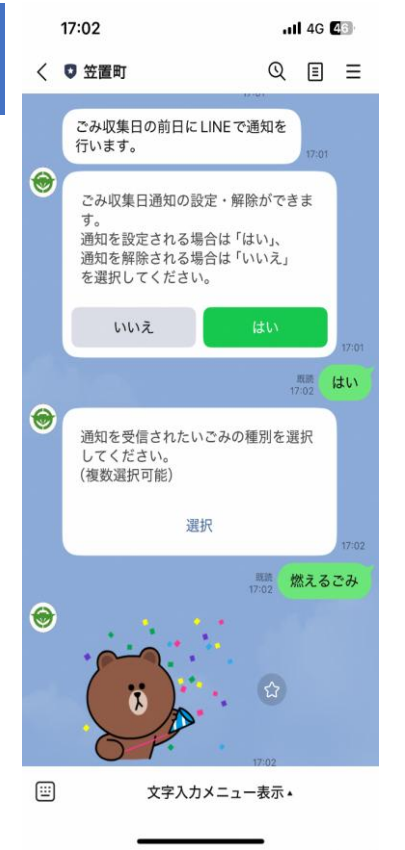 17:02
4G 46
笠置町
ごみ収集日の前日にLINEで通知を
行います。
17:01
ごみ収集日通知の設定・解除ができま
す。
通知を設定される場合は「はい」、
通知を解除される場合は「いいえ」
を選択してください。
いいえ
はい
17:01
既読
17:02
はい
通知を受信されたいごみの種別を選択
してください。
(複数選択可能)
選択
17:02
既読
17:02
燃えるごみ
17:02
文字入力メニュー表示▲